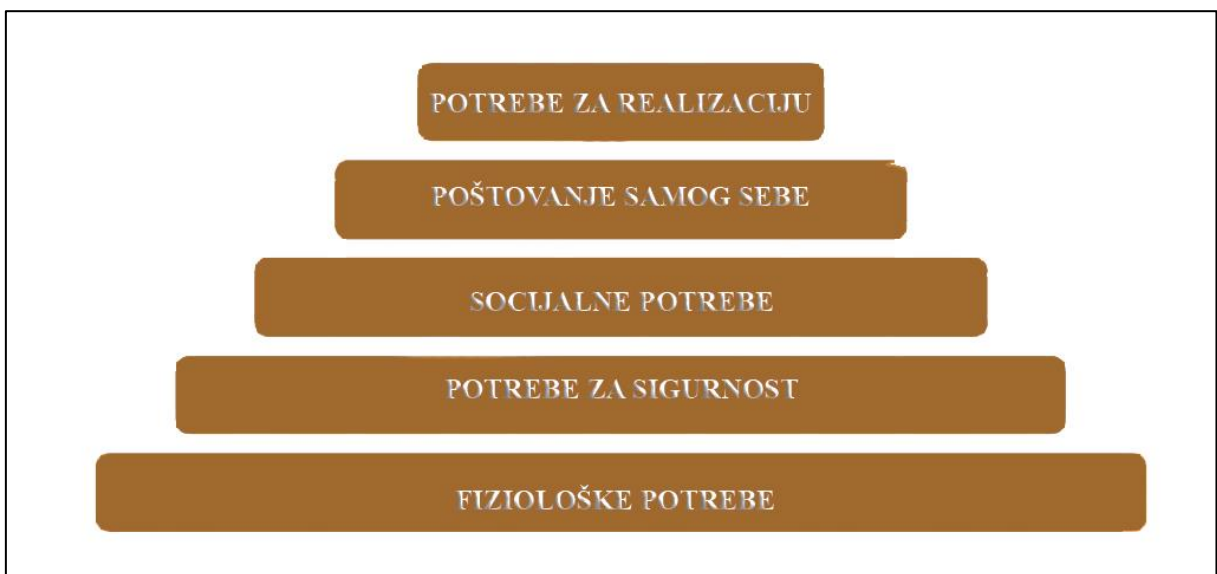 POTREBE ZA REALIZACIJU
POŠTOVANJE SAMOG SEBE
SOCIJALNE POTREBE
POTREBE ZA SIGURNOST
FIZIOLOŠKE POTREBE